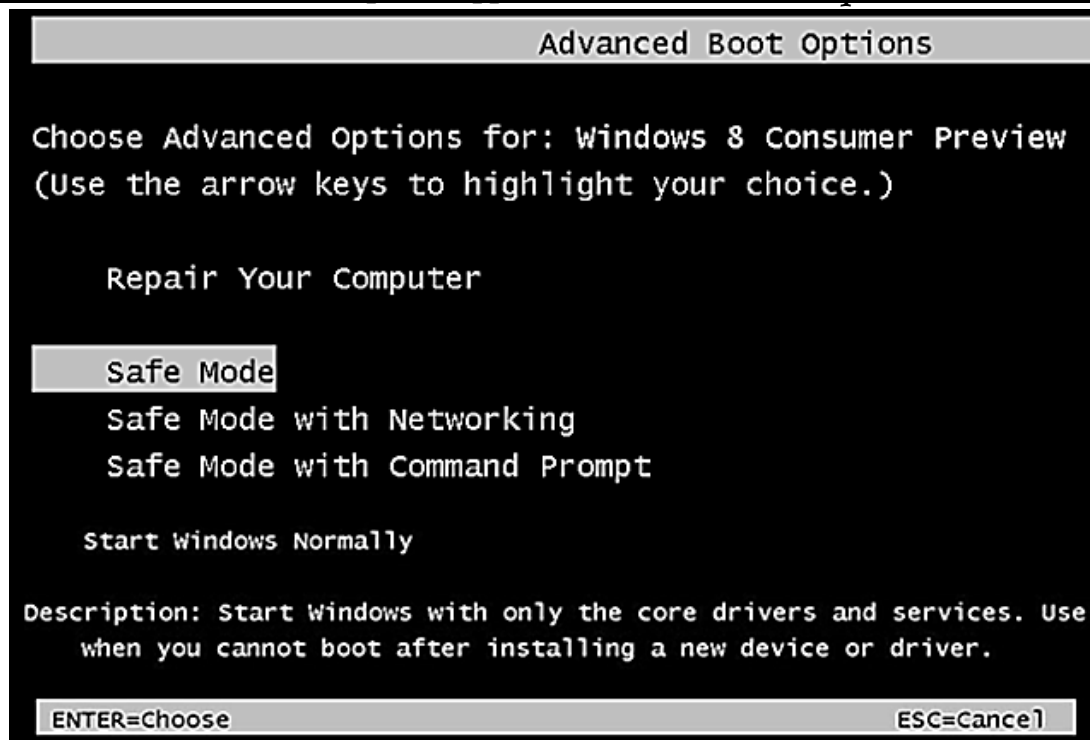 Advanced Boot Options
Choose Advanced Options for: Windows 8 Consumer Preview
(Use the arrow keys to highlight your choice.)
Repair Your Computer
Safe Mode
Safe Mode with Networking
Safe Mode with Command Prompt
Start Windows Normally
Description: Start Windows with only the core drivers and services. Use
when you cannot boot after installing a new device or driver.
ENTER=Choose ESC=Cancel